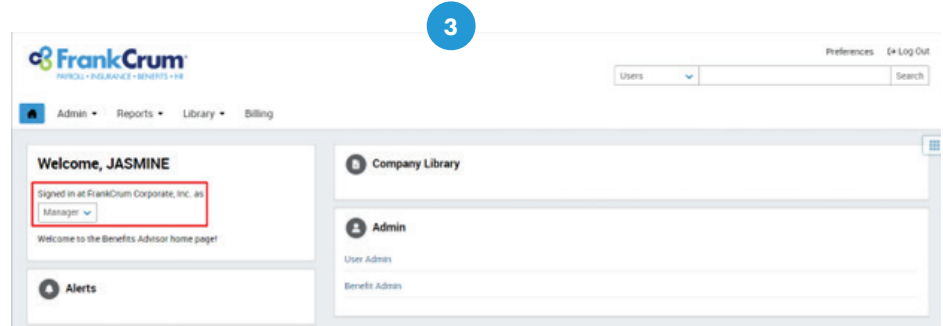 3
FrankCrum
PAYROLL • INSURANCE • BENEFITS • HR
Preferences Log Out
Users Search
Admin Reports Library Billing
Welcome, JASMINE
Signed in at FrankCrum Corporate, Inc. as
Manager
Welcome to the Benefits Advisor home page!
Alerts
Company Library
Admin
User Admin
Benefit Admin